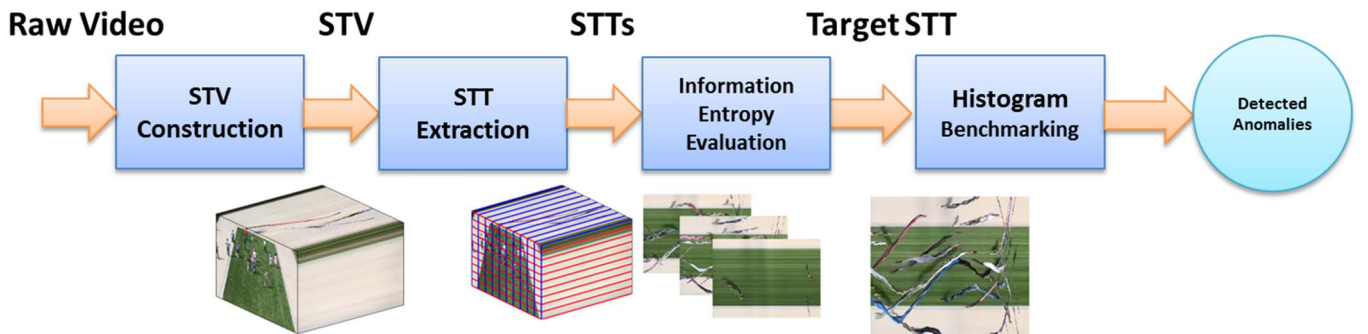 Raw Video
STV
STTs
Target STT
STV
Construction
STT
Extraction
Information
Entropy
Evaluation
Histogram
Benchmarking
Detected
Anomalies